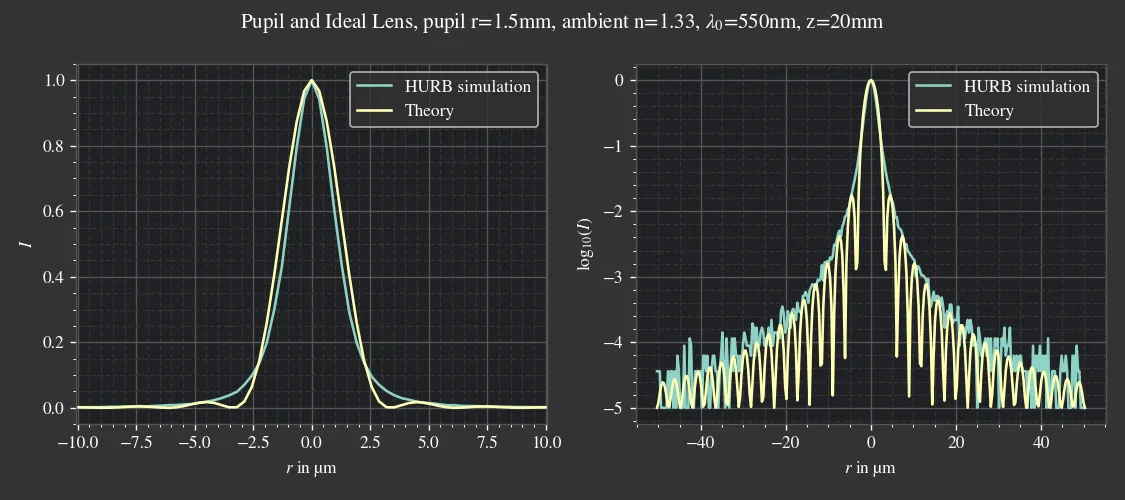 Pupil and Ideal Lens, pupil r=1.5mm, ambient n=1.33, λ₀=550nm, z=20mm
1.0
0.8
0.6
0.4
0.2
0.0
I
HURB simulation
Theory
−10.0 −7.5 −5.0 −2.5 0.0 2.5 5.0 7.5 10.0
r in µm
0
−1
−2
−3
−4
−5
log₁₀(I)
HURB simulation
Theory
−40 −20 0 20 40
r in µm